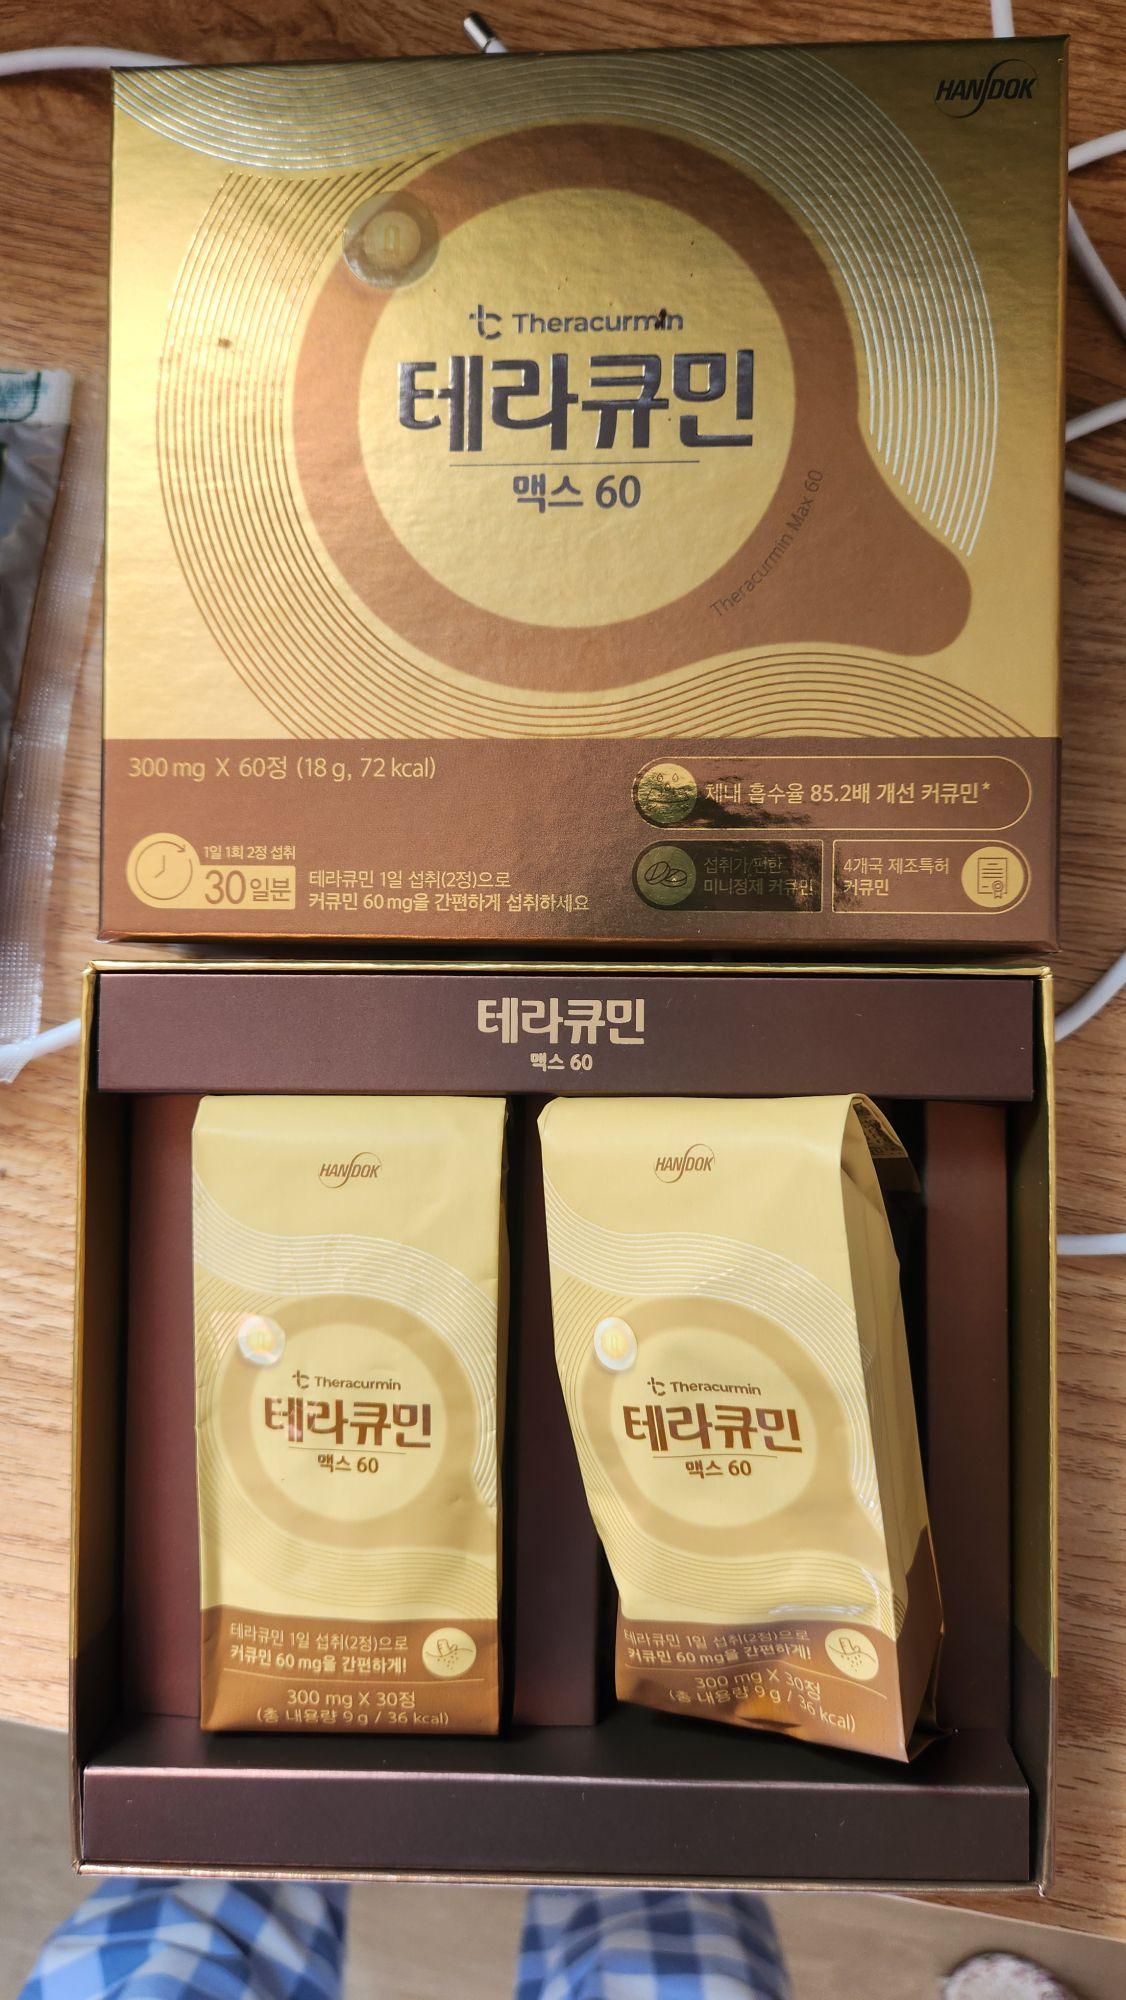 HANDOK
Theracurmin
테라큐민
맥스 60
Theracurmin Max 60
300 mg X 60정 (18 g, 72 kcal)
체내 흡수율 85.2배 개선 커큐민*
1일 1회 2정 섭취
30일분
테라큐민 1일 섭취(2정)으로
커큐민 60 mg을 간편하게 섭취하세요
섭취가 편한
미니정제 커큐민
4개국 제조특허
커큐민
테라큐민
맥스 60
HANDOK
Theracurmin
테라큐민
맥스 60
테라큐민 1일 섭취(2정)으로
커큐민 60 mg을 간편하게!
300 mg X 30정
(총 내용량 9 g / 36 kcal)
HANDOK
Theracurmin
테라큐민
맥스 60
테라큐민 1일 섭취(2정)으로
커큐민 60 mg을 간편하게!
300 mg X 30정
(총 내용량 9 g / 36 kcal)